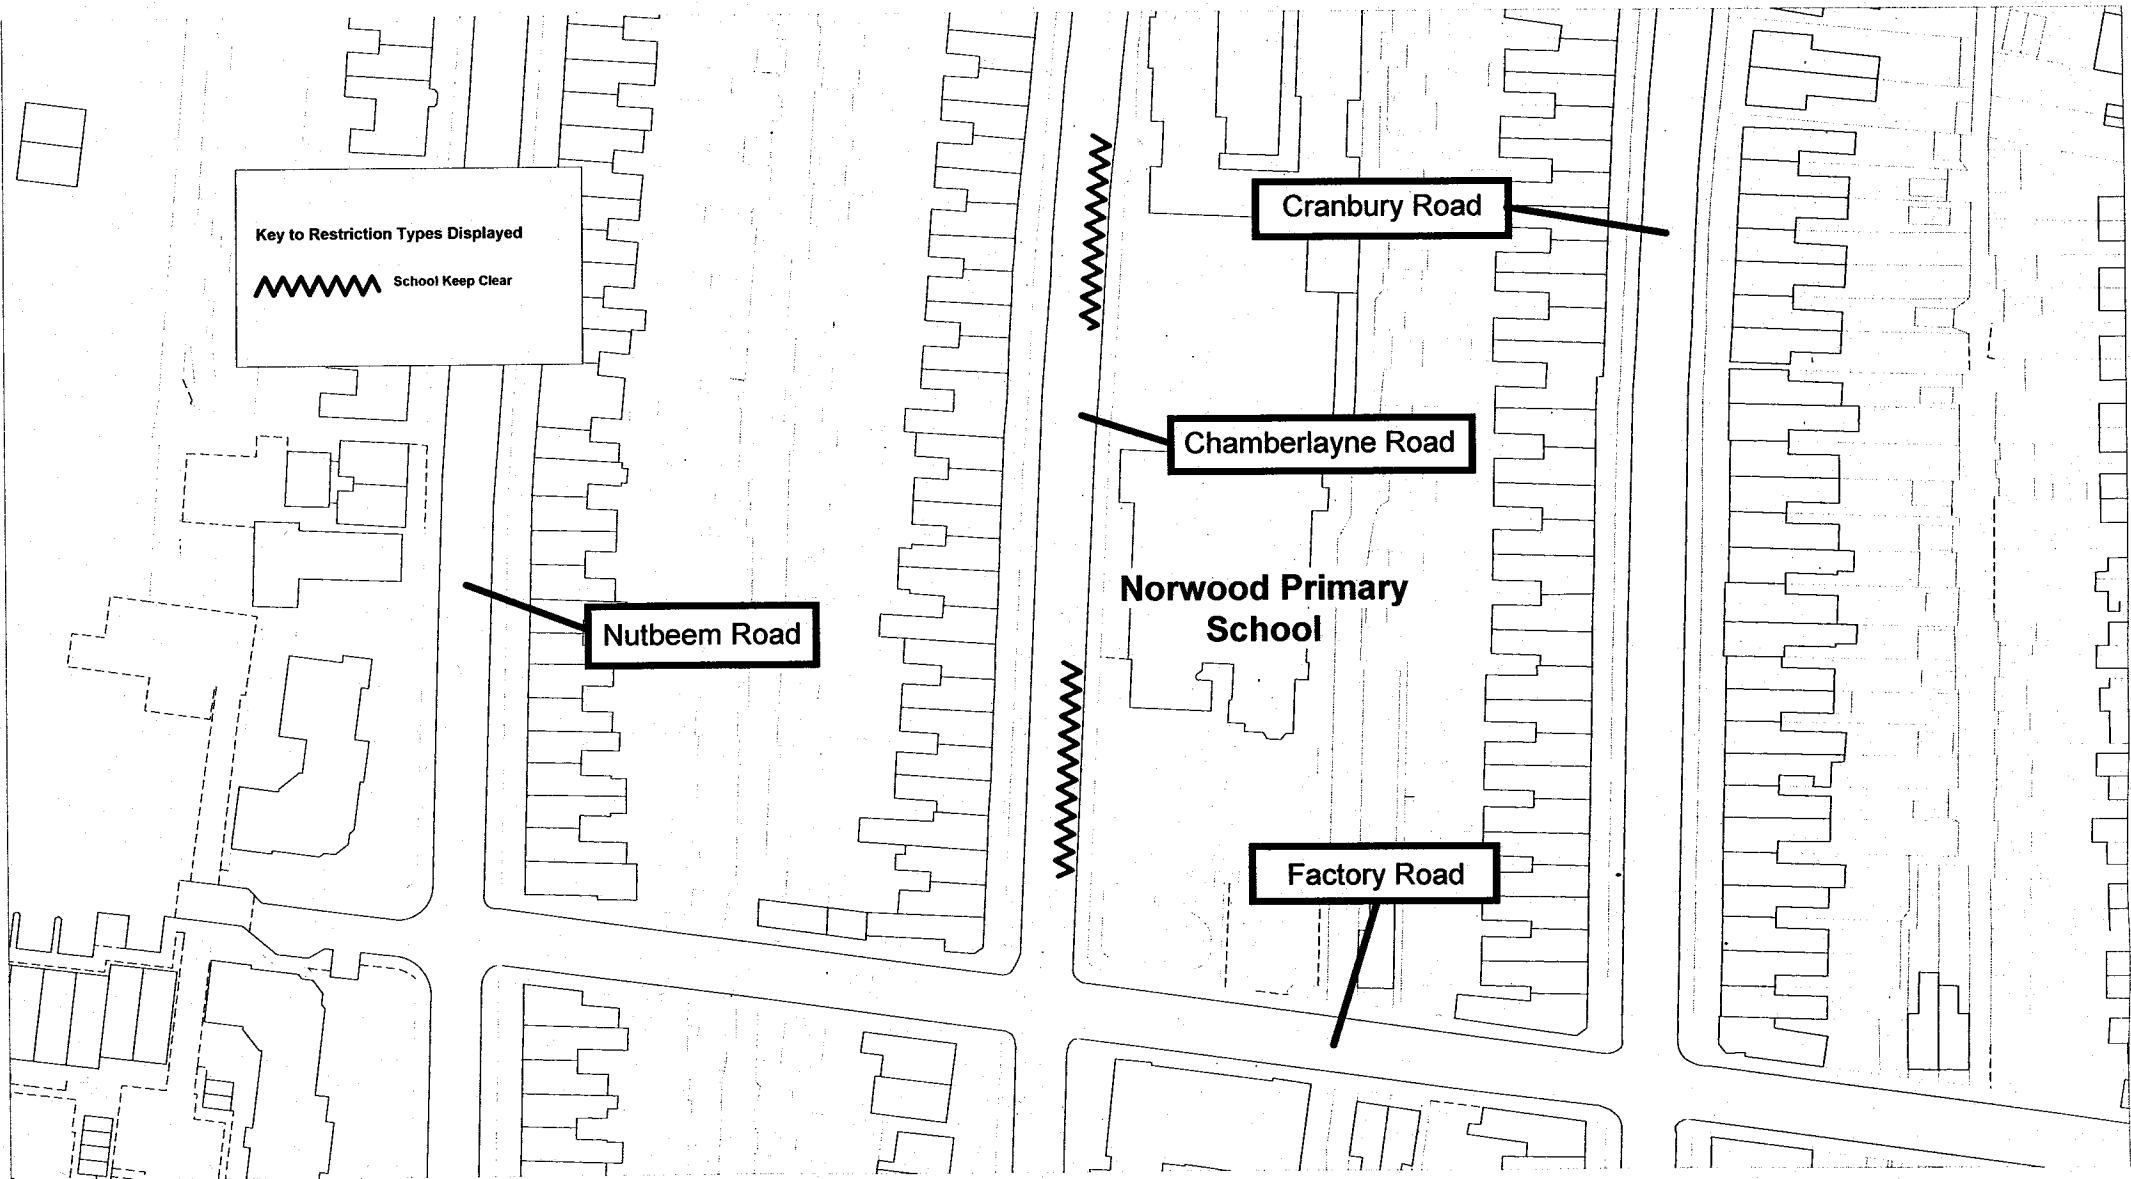 Cranbury Road
Key to Restriction Types Displayed
School Keep Clear
Chamberlayne Road
Norwood Primary
School
Nutbeem Road
Factory Road